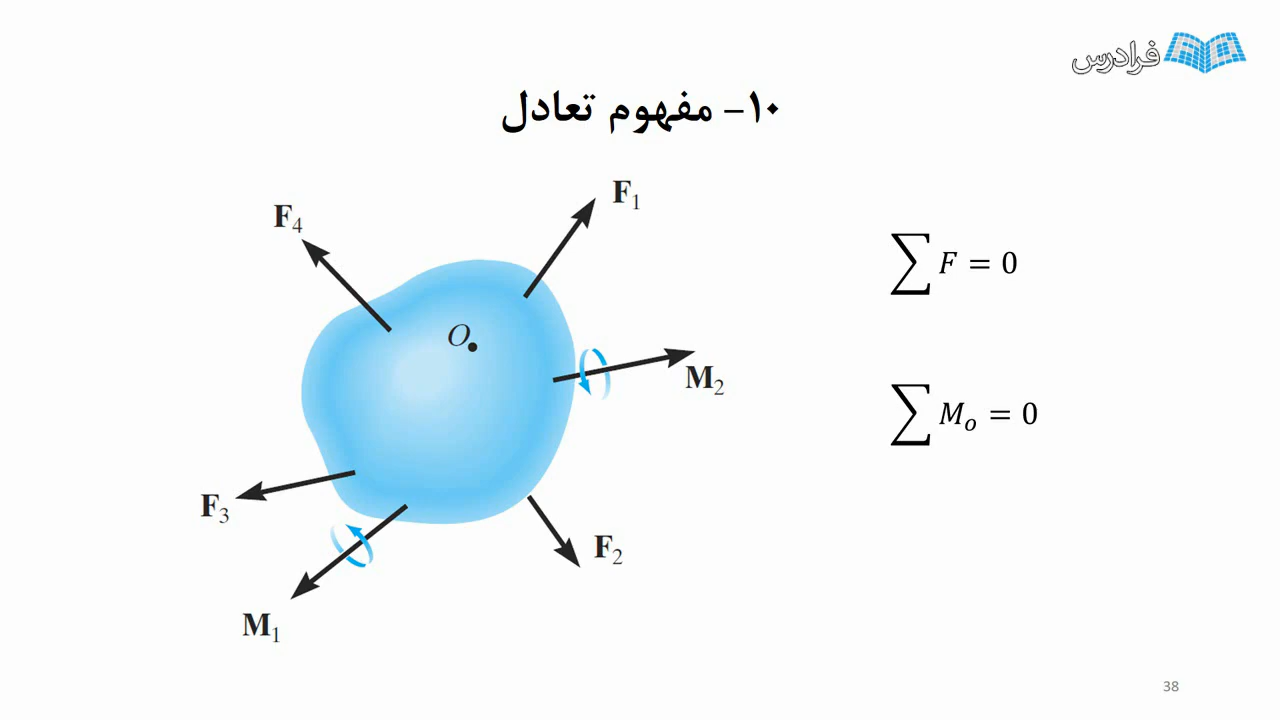 فرادرس
۱۰- مفهوم تعادل
F1
F4
∑ F = 0
O
M2
∑ Mo = 0
F3
F2
M1
38